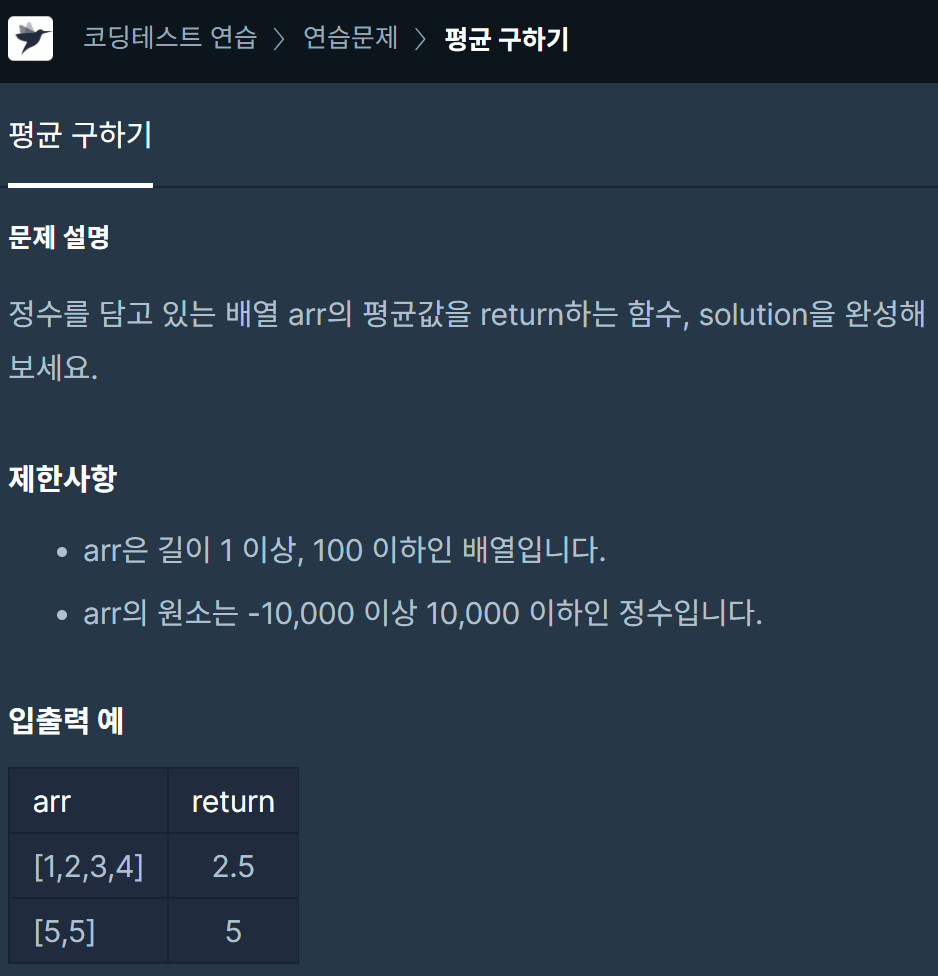 코딩테스트 연습 〉 연습문제 〉 평균 구하기
평균 구하기
문제 설명
정수를 담고 있는 배열 arr의 평균값을 return하는 함수, solution을 완성해
보세요.
제한사항
• arr은 길이 1 이상, 100 이하인 배열입니다.
• arr의 원소는 -10,000 이상 10,000 이하인 정수입니다.
입출력 예
arr return
[1,2,3,4] 2.5
[5,5] 5